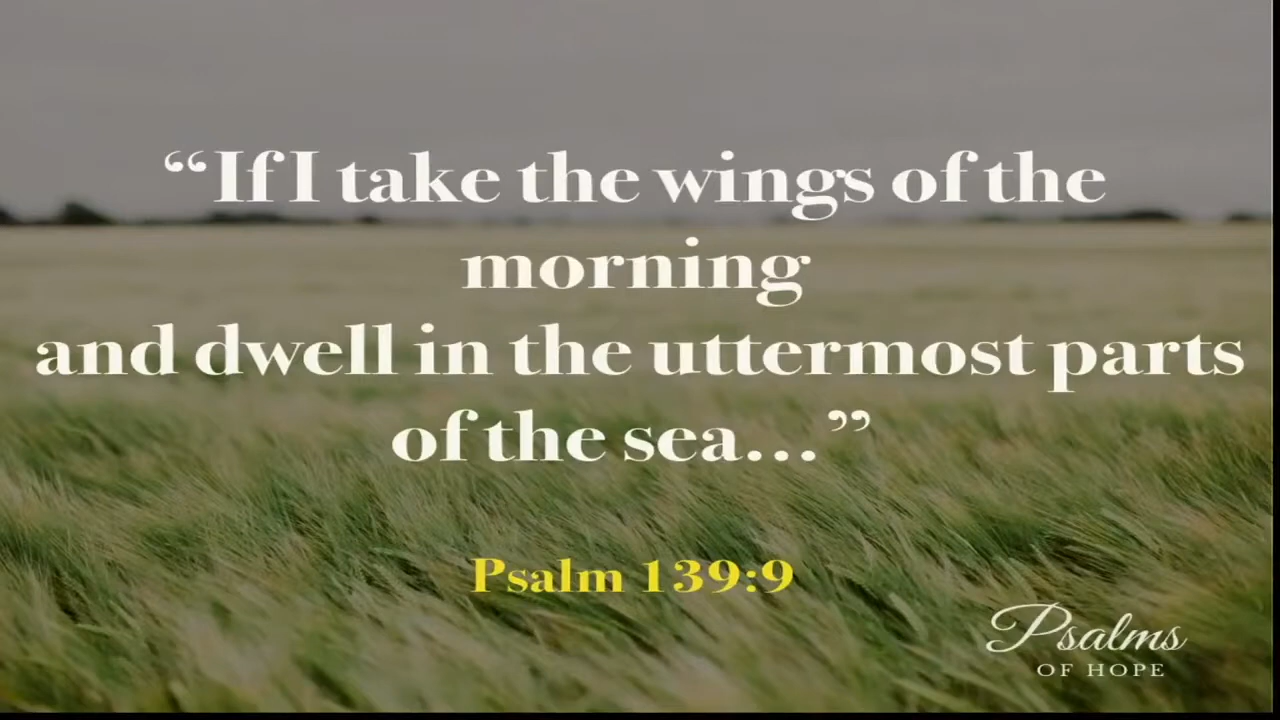 “If I take the wings of the
morning
and dwell in the uttermost parts
of the sea...”
Psalm 139:9
Psalms
OF HOPE